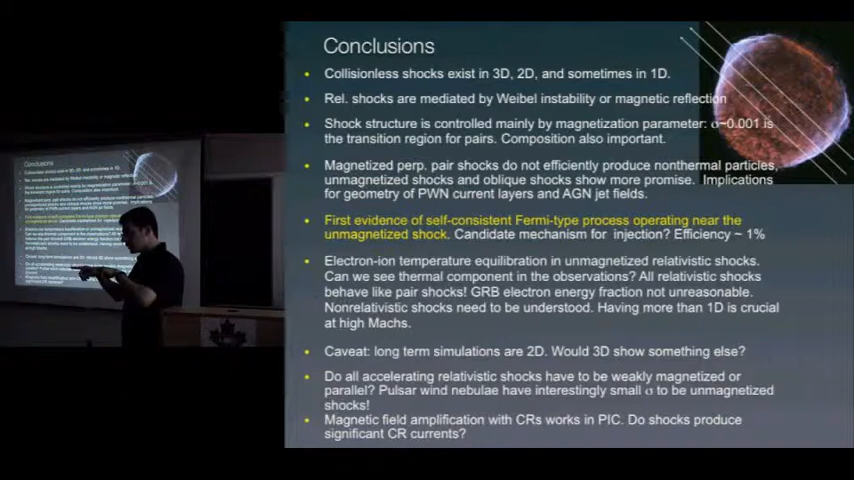 Conclusions
Collisionless shocks exist in 3D, 2D, and sometimes in 1D.
Rel. shocks are mediated by Weibel instability or magnetic reflection
Shock structure is controlled mainly by magnetization parameter: σ~0.001 is
the transition region for pairs. Composition also important.
Magnetized perp. pair shocks do not efficiently produce nonthermal particles,
unmagnetized shocks and oblique shocks show more promise. Implications
for geometry of PWN current layers and AGN jet fields.
First evidence of self-consistent Fermi-type process operating near the
unmagnetized shock. Candidate mechanism for injection? Efficiency ~ 1%
Electron-ion temperature equilibration in unmagnetized relativistic shocks.
Can we see thermal component in the observations? All relativistic shocks
behave like pair shocks! GRB electron energy fraction not unreasonable.
Nonrelativistic shocks need to be understood. Having more than 1D is crucial
at high Machs.
Caveat: long term simulations are 2D. Would 3D show something else?
Do all accelerating relativistic shocks have to be weakly magnetized or
parallel? Pulsar wind nebulae have interestingly small σ to be unmagnetized
shocks!
Magnetic field amplification with CRs works in PIC. Do shocks produce
significant CR currents?
Conclusions